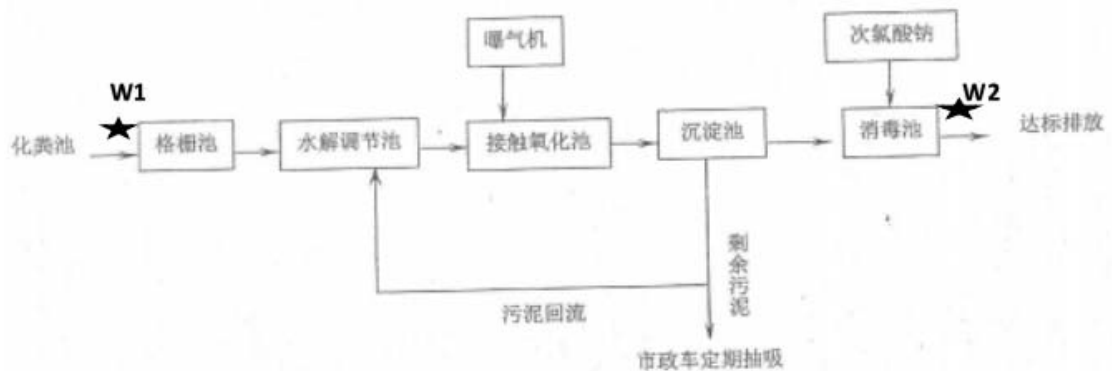 曝气机
次氯酸钠
W1
W2
化粪池
格栅池
水解调节池
接触氧化池
沉淀池
消毒池
达标排放
剩余污泥
污泥回流
市政车定期抽吸